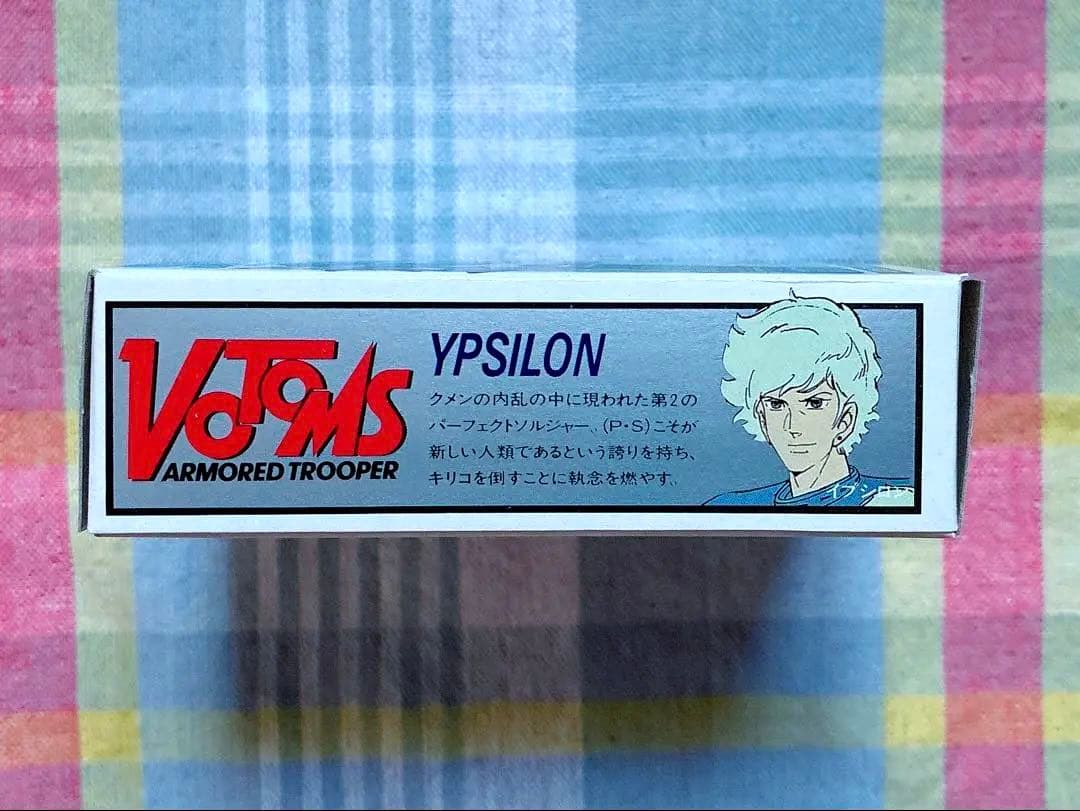 VOTOMS
ARMORED TROOPER
YPSILON
クメンの内乱の中に現われた第2の
パーフェクトソルジャー、(P・S)こそが
新しい人類であるという誇りを持ち、
キリコを倒すことに執念を燃やす。
イプシロン